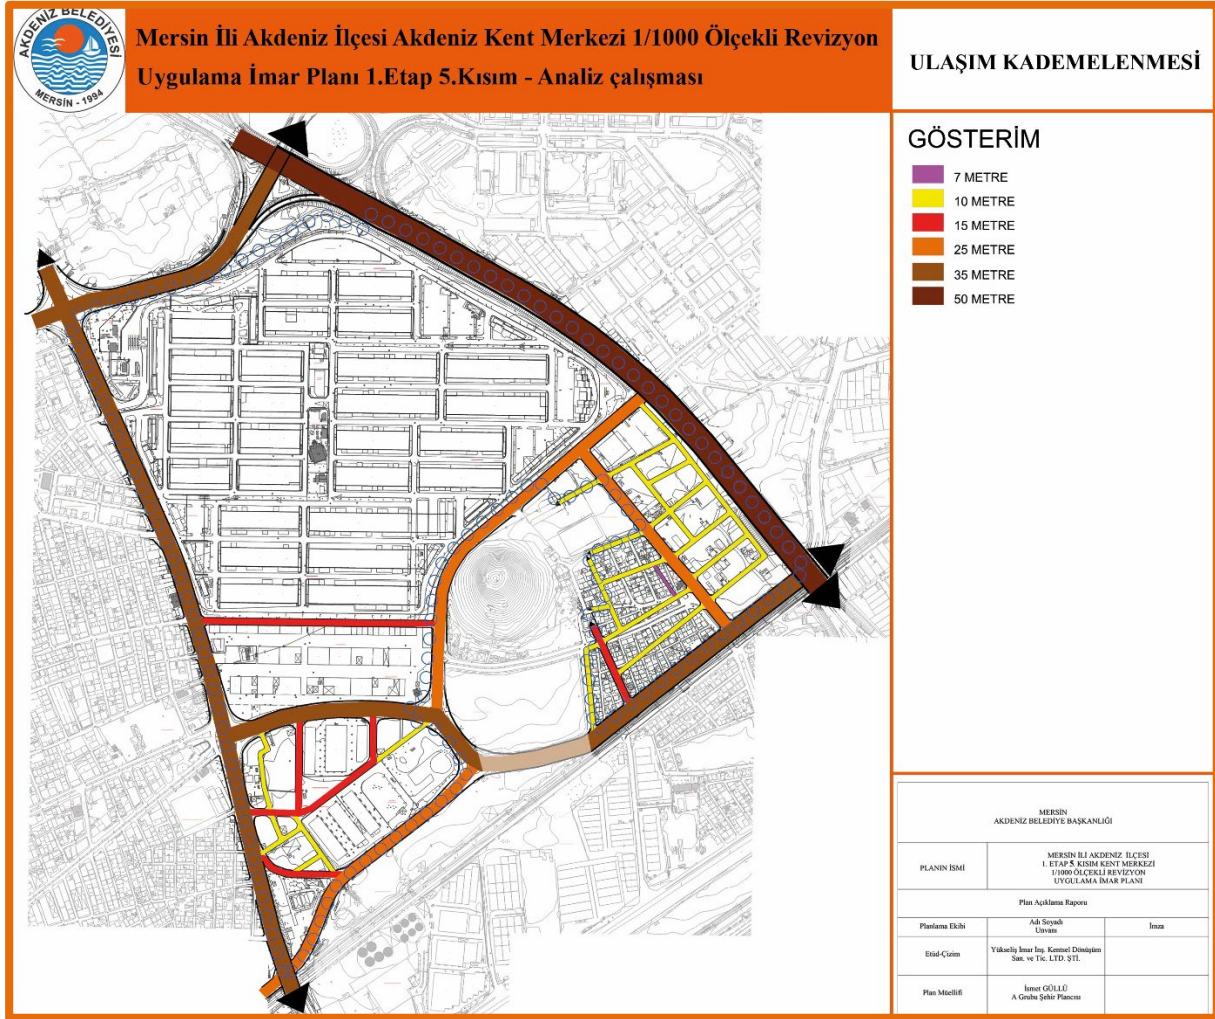 AKDENİZ BELEDİYESİ
MERSİN - 1994
Mersin İli Akdeniz İlçesi Akdeniz Kent Merkezi 1/1000 Ölçekli Revizyon
Uygulama İmar Planı 1.Etap 5.Kısım - Analiz çalışması
ULAŞIM KADEMELENMESİ
GÖSTERİM
7 METRE
10 METRE
15 METRE
25 METRE
35 METRE
50 METRE
MERSİN
AKDENİZ BELEDİYE BAŞKANLIĞI
PLANIN İSMİ
MERSİN İLİ AKDENİZ İLÇESİ
1. ETAP 5. KISIM KENT MERKEZİ
1/1000 ÖLÇEKLİ REVİZYON
UYGULAMA İMAR PLANI
Plan Açıklama Raporu
Planlama Ekibi
Adı Soyadı
Unvanı
İmza
Etüd-Çizim
Yükseliş İmar İnş. Kentsel Dönüşüm
San. ve Tic. LTD. ŞTİ.
Plan Müellifi
İsmet GÜLLÜ
A Grubu Şehir Plancısı